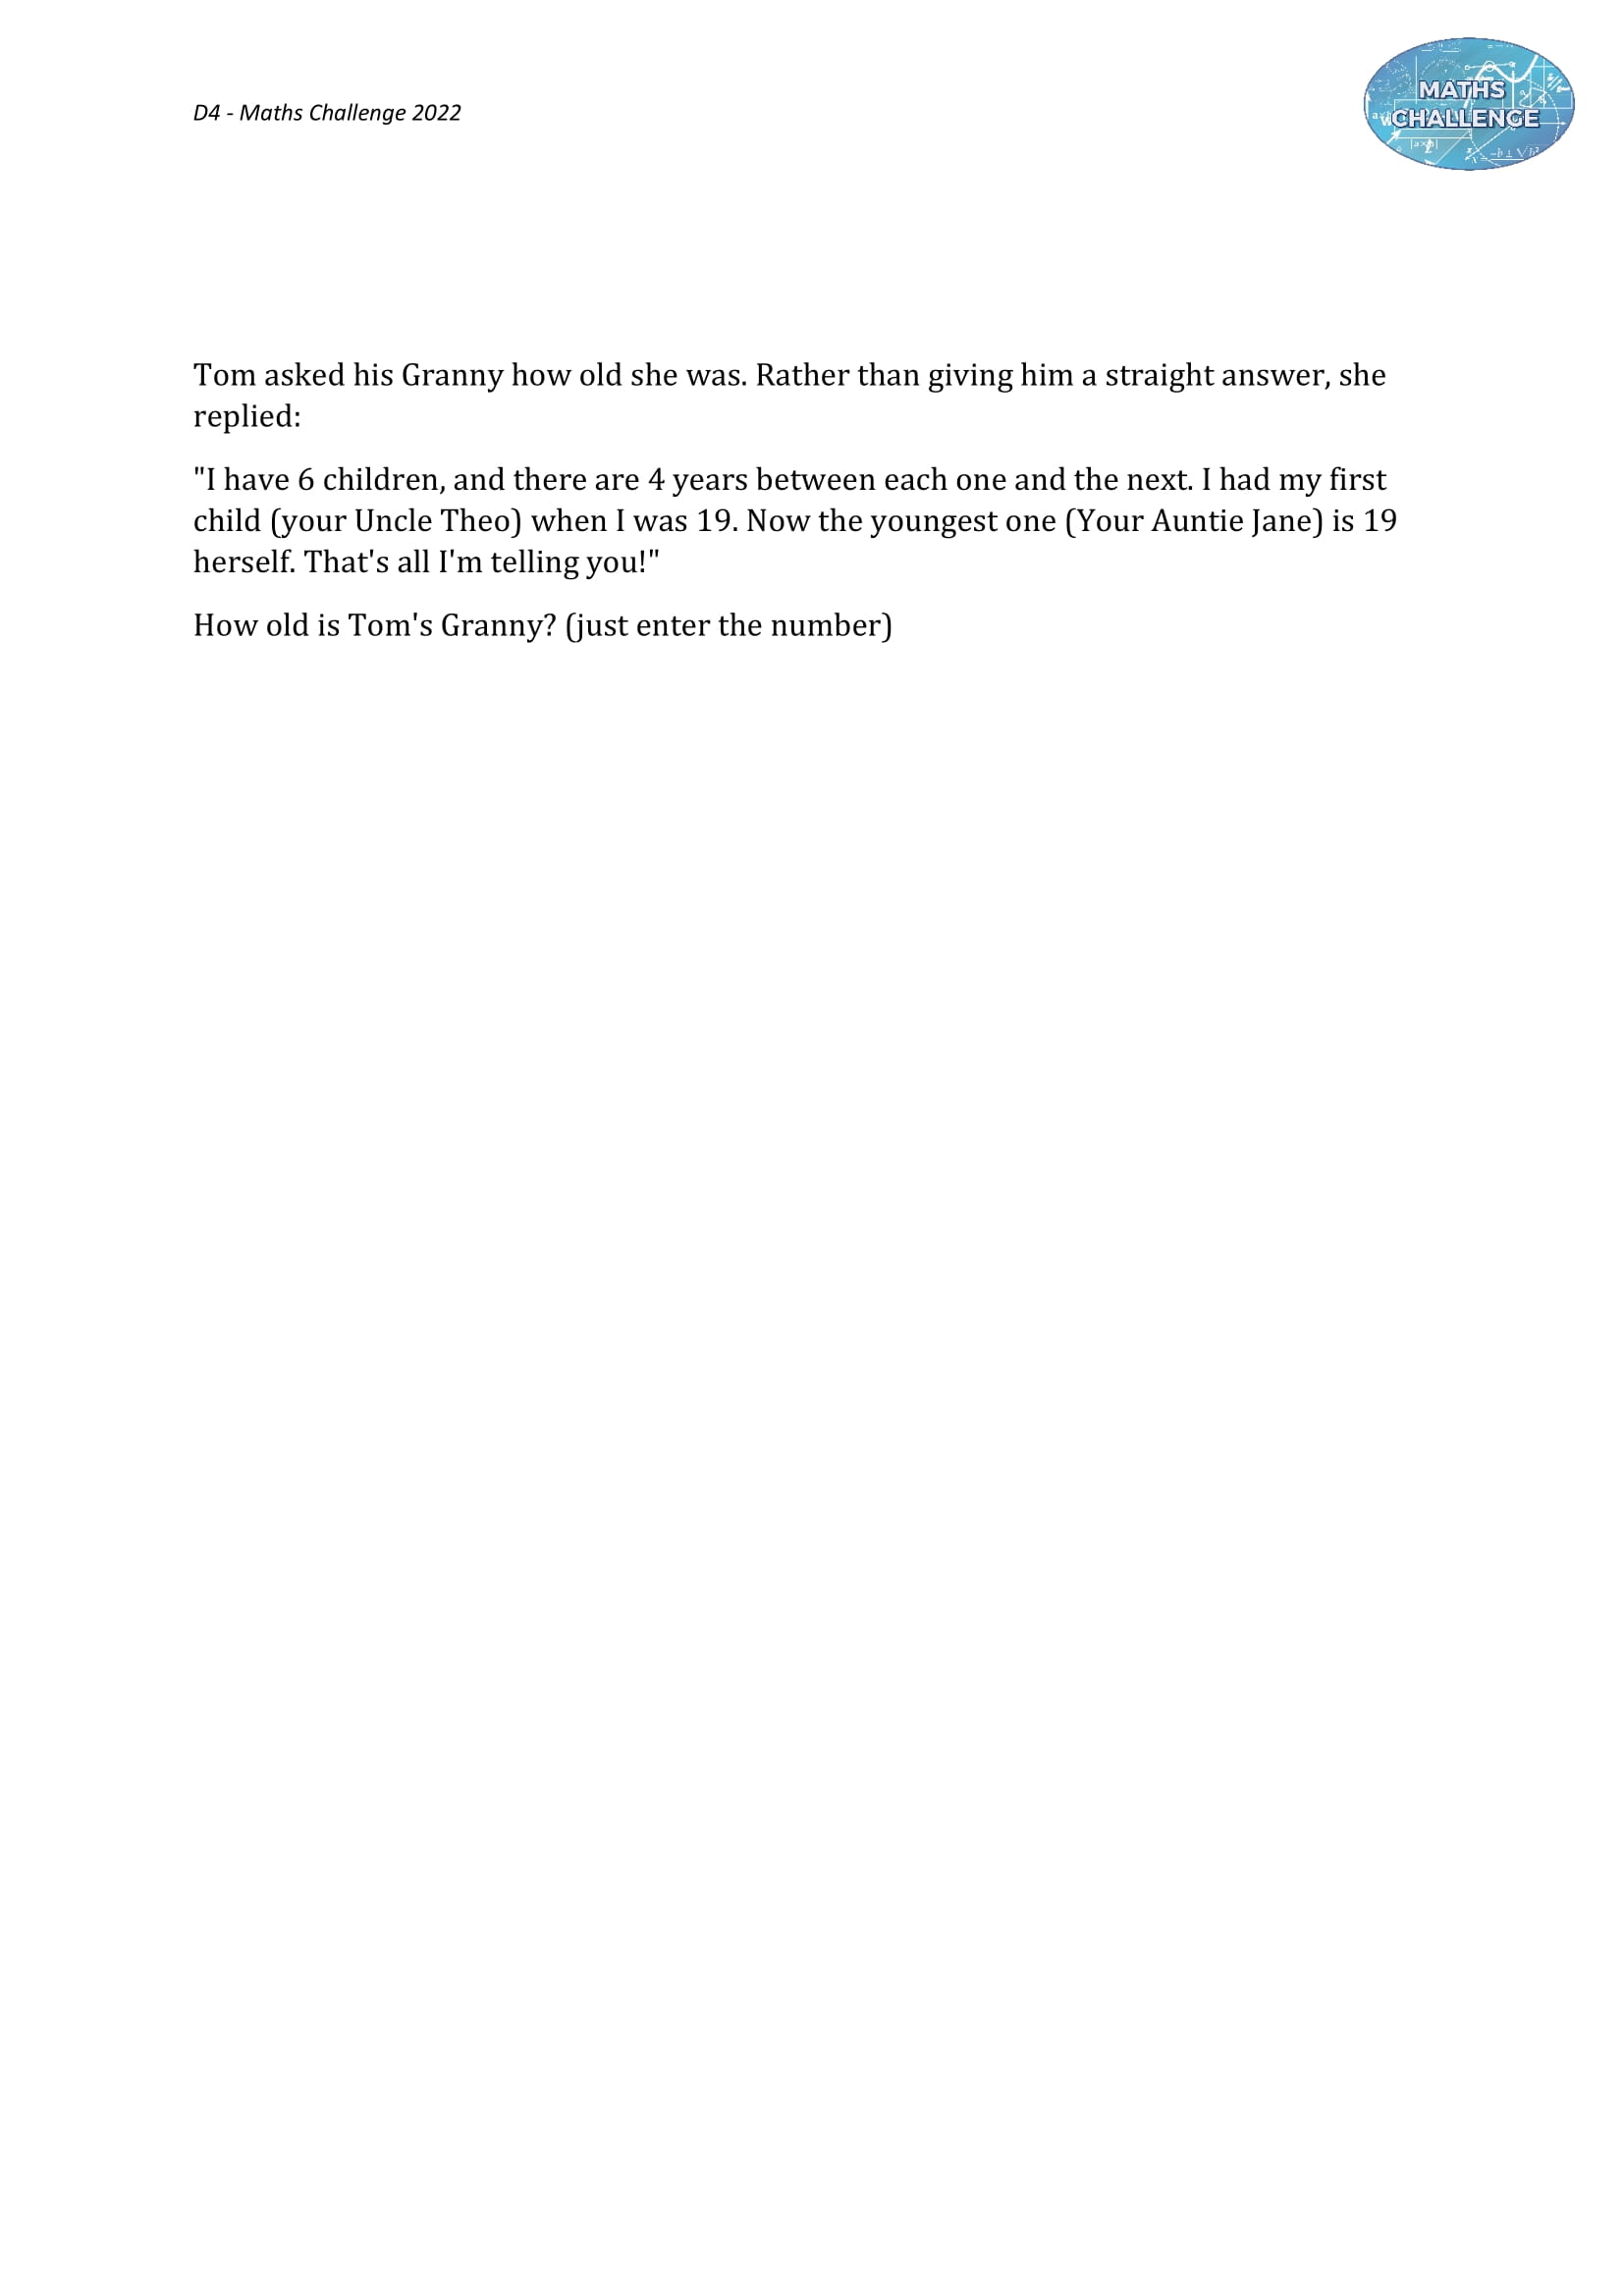 D4 - Maths Challenge 2022
MATHS
CHALLENGE
Tom asked his Granny how old she was. Rather than giving him a straight answer, she
replied:
"I have 6 children, and there are 4 years between each one and the next. I had my first
child (your Uncle Theo) when I was 19. Now the youngest one (Your Auntie Jane) is 19
herself. That's all I'm telling you!"
How old is Tom's Granny? (just enter the number)